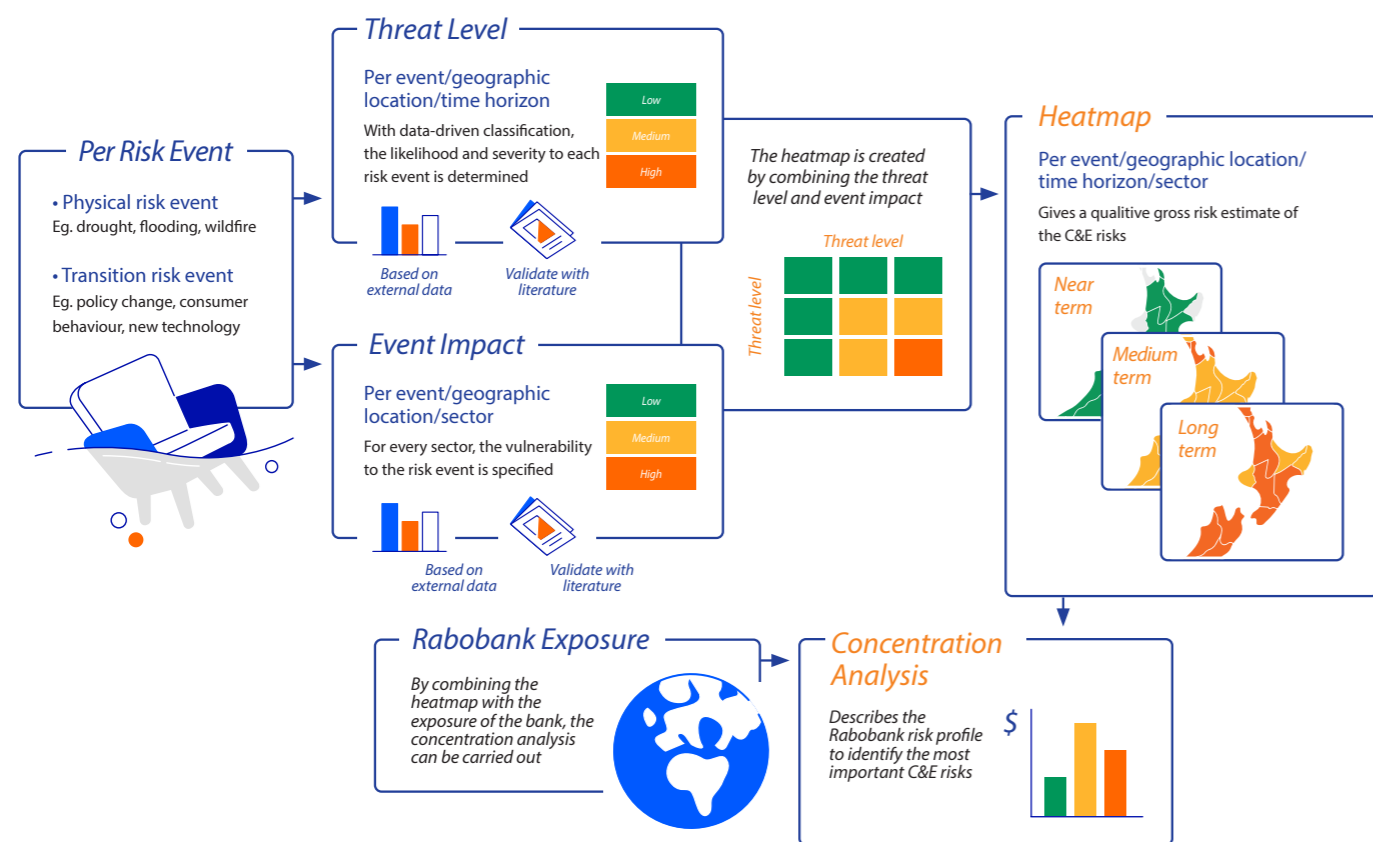 Per Risk Event
• Physical risk event
Eg. drought, flooding, wildfire
• Transition risk event
Eg. policy change, consumer
behaviour, new technology
Threat Level
Per event/geographic
location/time horizon
With data-driven classification,
the likelihood and severity to each
risk event is determined
Low
Medium
High
Based on
external data
Validate with
literature
Event Impact
Per event/geographic
location/sector
For every sector, the vulnerability
to the risk event is specified
Low
Medium
High
Based on
external data
Validate with
literature
The heatmap is created
by combining the threat
level and event impact
Threat level
Threat level
Heatmap
Per event/geographic location/
time horizon/sector
Gives a qualitive gross risk estimate of
the C&E risks
Near
term
Medium
term
Long
term
Rabobank Exposure
By combining the
heatmap with the
exposure of the bank, the
concentration analysis
can be carried out
Concentration
Analysis
Describes the
Rabobank risk profile
to identify the most
important C&E risks
$